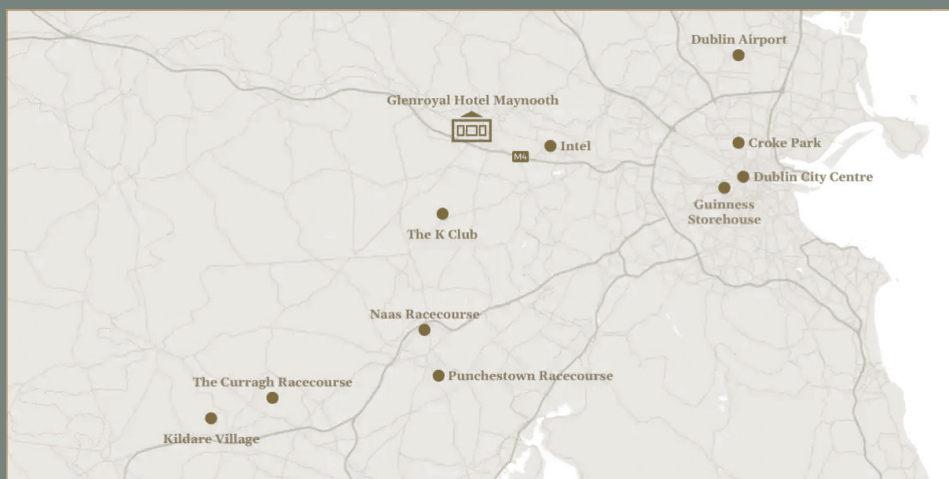 Dublin Airport
Glenroyal Hotel Maynooth
Croke Park
Intel
M4
Dublin City Centre
Guinness
Storehouse
The K Club
Naas Racecourse
Punchestown Racecourse
The Curragh Racecourse
Kildare Village